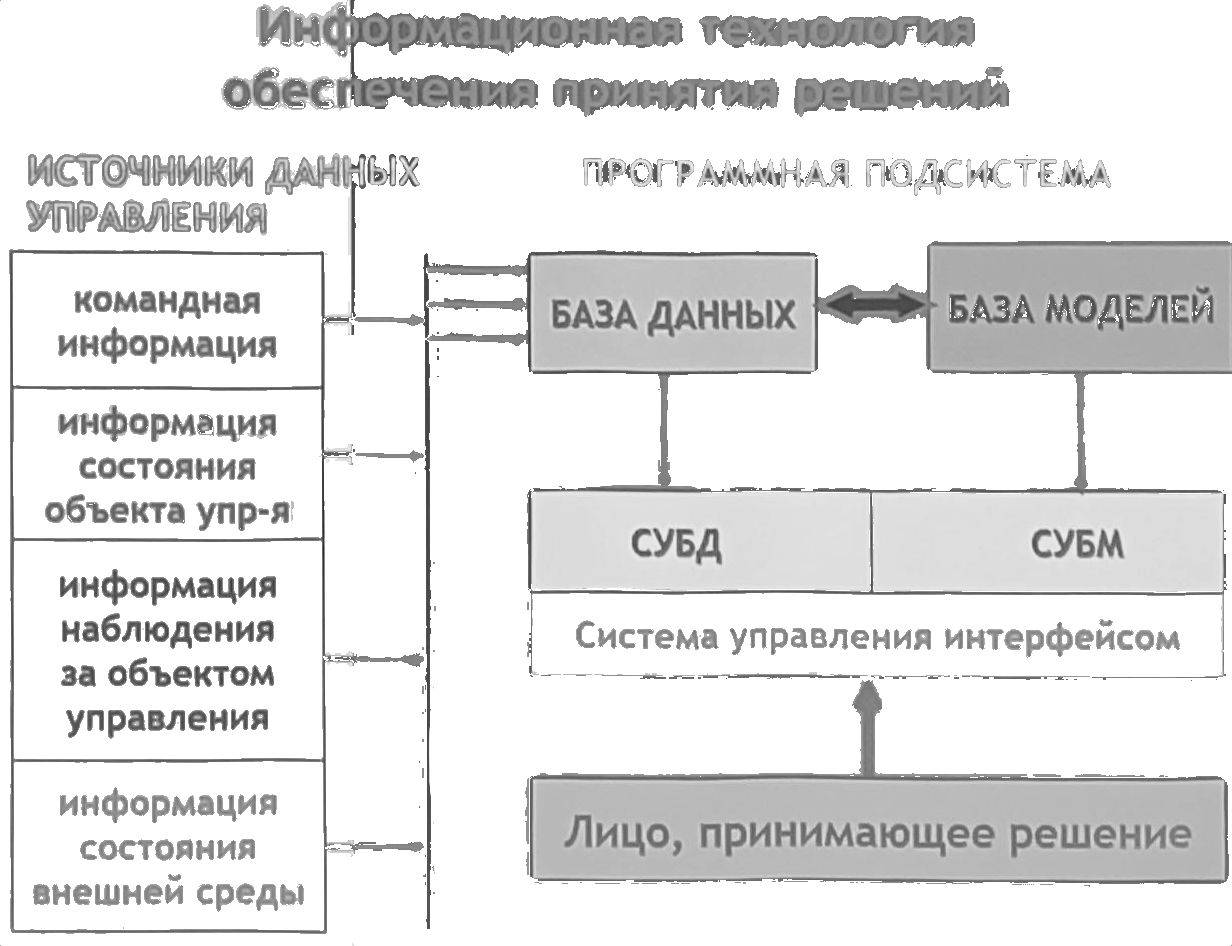 Информационная технология
обеспечения принятия решений
ИСТОЧНИКИ ДАННЫХ
УПРАВЛЕНИЯ
ПРОГРАММНАЯ ПОДСИСТЕМА
командная
информация
информация
состояния
объекта упр-я
информация
наблюдения
за объектом
управления
информация
состояния
внешней среды
БАЗА ДАННЫХ
БАЗА МОДЕЛЕЙ
СУБД
СУБМ
Система управления интерфейсом
Лицо, принимающее решение